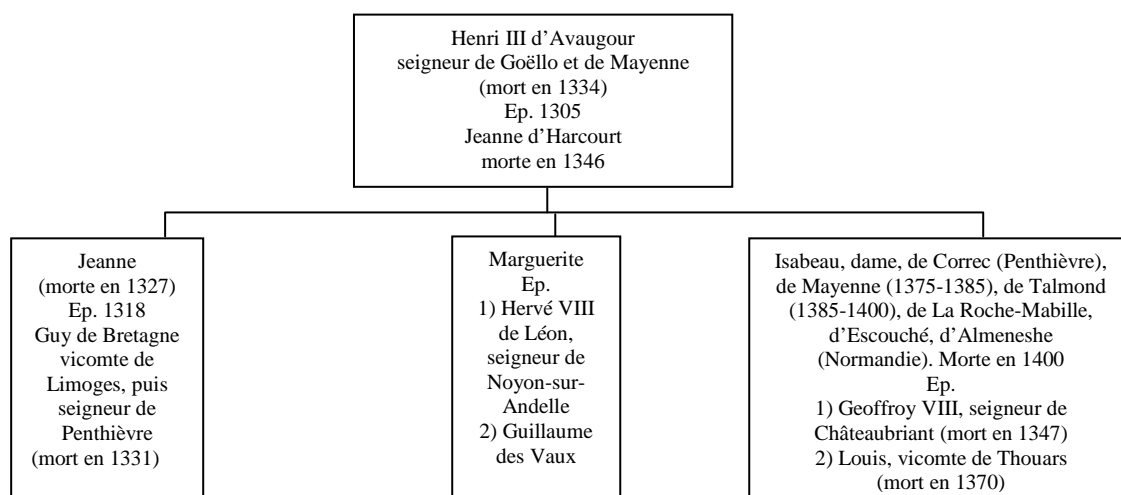 Henri III d’Avaugour
seigneur de Goëllo et de Mayenne
(mort en 1334)
Ep. 1305
Jeanne d’Harcourt
morte en 1346
Jeanne
(morte en 1327)
Ep. 1318
Guy de Bretagne
vicomte de
Limoges, puis
seigneur de
Penthièvre
(mort en 1331)
Marguerite
Ep.
1) Hervé VIII
de Léon,
seigneur de
Noyon-sur-
Andelle
2) Guillaume
des Vaux
Isabeau, dame, de Correc (Penthièvre),
de Mayenne (1375-1385), de Talmond
(1385-1400), de La Roche-Mabille,
d’Escouché, d’Almeneshe
(Normandie). Morte en 1400
Ep.
1) Geoffroy VIII, seigneur de
Châteaubriant (mort en 1347)
2) Louis, vicomte de Thouars
(mort en 1370)